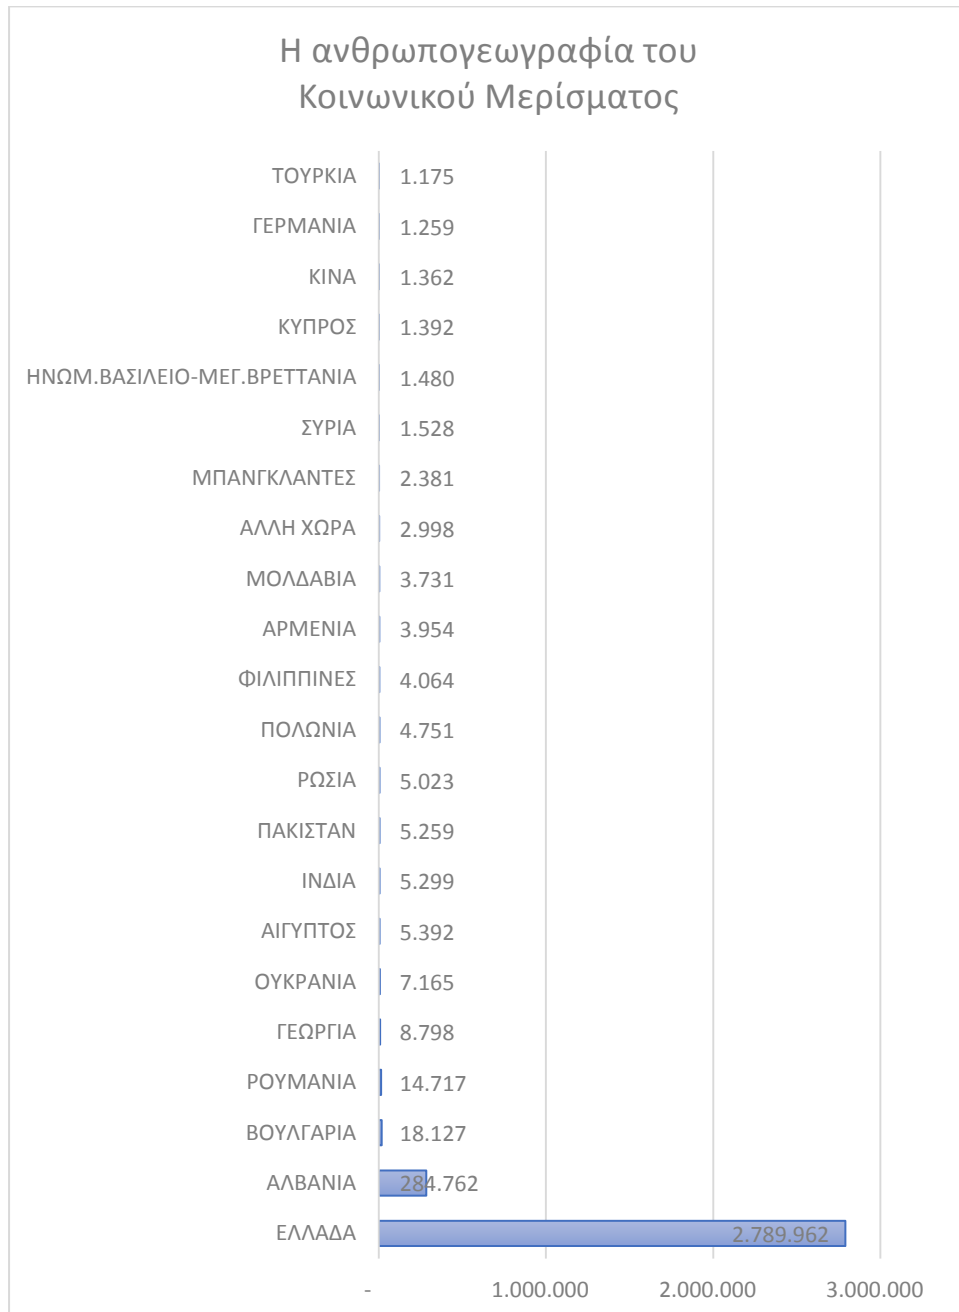 Η ανθρωπογεωγραφία του
Κοινωνικού Μερίσματος
ΤΟΥΡΚΙΑ 1.175
ΓΕΡΜΑΝΙΑ 1.259
ΚΙΝΑ 1.362
ΚΥΠΡΟΣ 1.392
ΗΝΩΜ.ΒΑΣΙΛΕΙΟ-ΜΕΓ.ΒΡΕΤΤΑΝΙΑ 1.480
ΣΥΡΙΑ 1.528
ΜΠΑΝΓΚΛΑΝΤΕΣ 2.381
ΑΛΛΗ ΧΩΡΑ 2.998
ΜΟΛΔΑΒΙΑ 3.731
ΑΡΜΕΝΙΑ 3.954
ΦΙΛΙΠΠΙΝΕΣ 4.064
ΠΟΛΩΝΙΑ 4.751
ΡΩΣΙΑ 5.023
ΠΑΚΙΣΤΑΝ 5.259
ΙΝΔΙΑ 5.299
ΑΙΓΥΠΤΟΣ 5.392
ΟΥΚΡΑΝΙΑ 7.165
ΓΕΩΡΓΙΑ 8.798
ΡΟΥΜΑΝΙΑ 14.717
ΒΟΥΛΓΑΡΙΑ 18.127
ΑΛΒΑΝΙΑ 284.762
ΕΛΛΑΔΑ 2.789.962
- 1.000.000 2.000.000 3.000.000